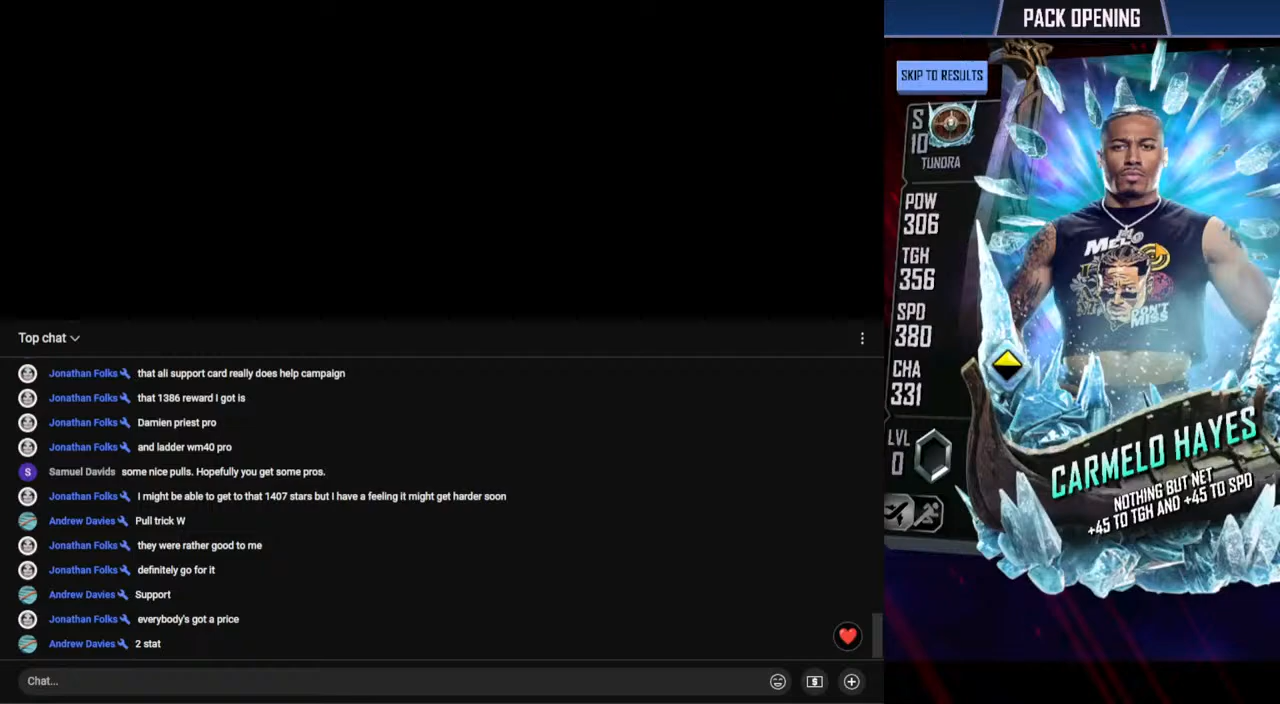 PACK OPENING
SKIP TO RESULTS
S
10
TUNDRA
POW
306
TGH
356
SPD
380
CHA
331
LVL
0
MELO
DON'T
MISS
CARMELO HAYES
NOTHING BUT NET
+45 TO TGH AND +45 TO SPD
Top chat
Jonathan Folks that ali support card really does help campaign
Jonathan Folks that 1386 reward I got is
Jonathan Folks Damien priest pro
Jonathan Folks and ladder wm40 pro
S Samuel Davids some nice pulls. Hopefully you get some pros.
Jonathan Folks I might be able to get to that 1407 stars but I have a feeling it might get harder soon
Andrew Davies Pull trick W
Jonathan Folks they were rather good to me
Jonathan Folks definitely go for it
Andrew Davies Support
Jonathan Folks everybody's got a price
Andrew Davies 2 stat
Chat...